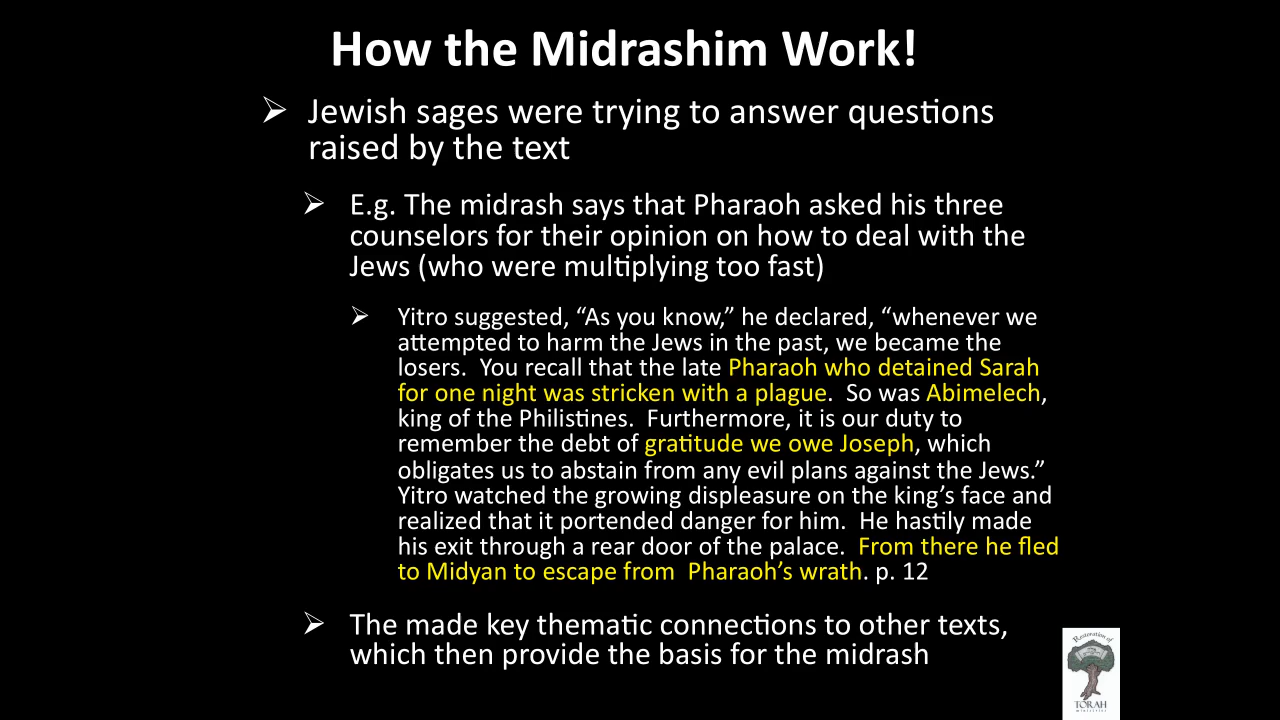 How the Midrashim Work!
➢ Jewish sages were trying to answer questions
raised by the text
➢ E.g. The midrash says that Pharaoh asked his three
counselors for their opinion on how to deal with the
Jews (who were multiplying too fast)
➢ Yitro suggested, “As you know,” he declared, “whenever we
attempted to harm the Jews in the past, we became the
losers.  You recall that the late Pharaoh who detained Sarah
for one night was stricken with a plague.  So was Abimelech,
king of the Philistines.  Furthermore, it is our duty to
remember the debt of gratitude we owe Joseph, which
obligates us to abstain from any evil plans against the Jews.”
Yitro watched the growing displeasure on the king’s face and
realized that it portended danger for him.  He hastily made
his exit through a rear door of the palace.  From there he fled
to Midyan to escape from  Pharaoh’s wrath. p. 12
➢ The made key thematic connections to other texts,
which then provide the basis for the midrash
Restoration of
TORAH
ministries